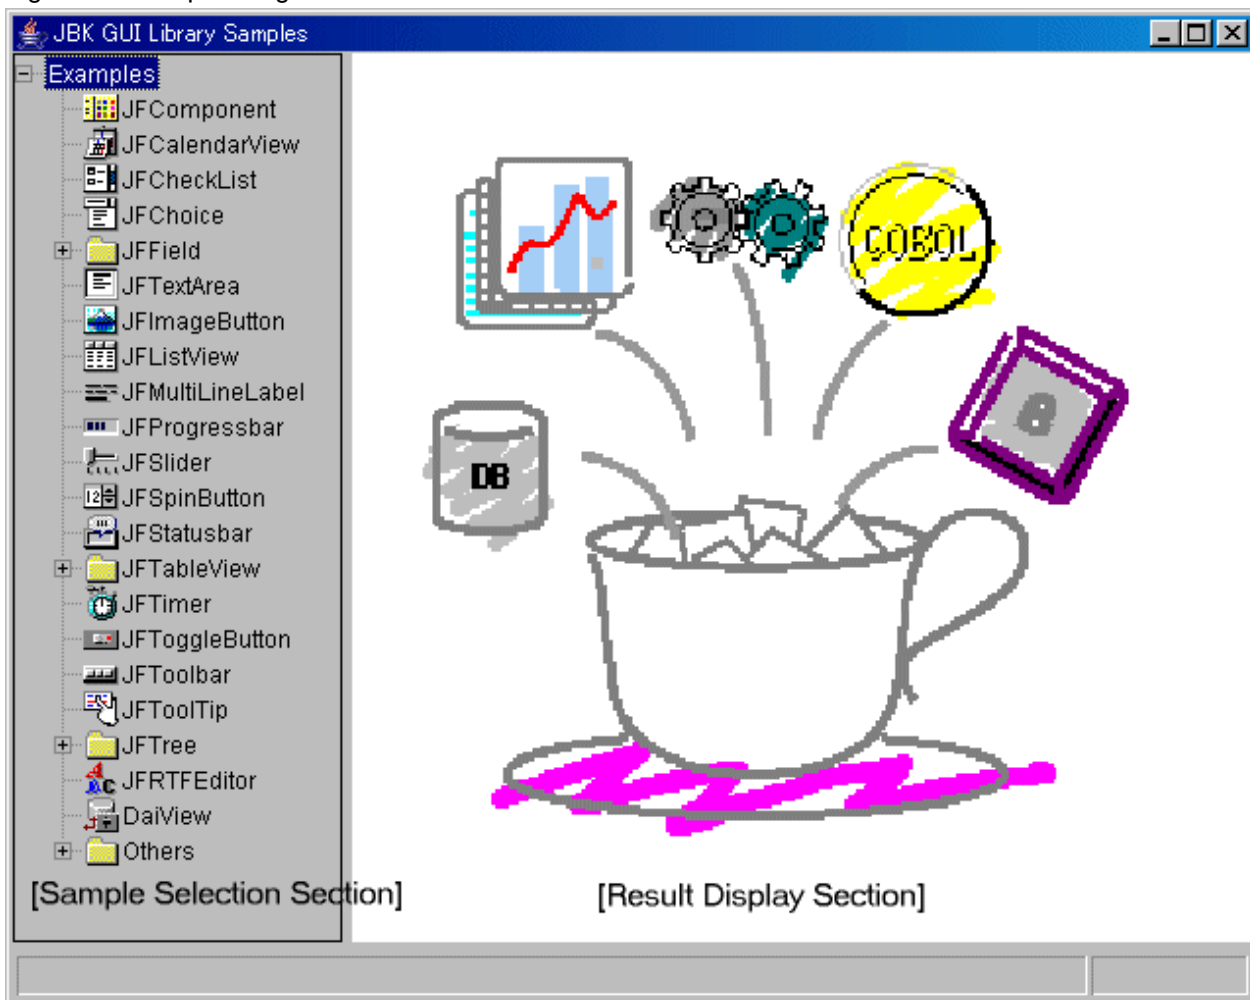 JBK GUI Library Samples
Examples
JFComponent
JFCalendarView
JFCheckList
JFChoice
JFField
JFTextArea
JFImageButton
JFListView
JFMultiLineLabel
JFProgressbar
JFSlider
JFSpinButton
JFStatusbar
JFTableView
JFTimer
JFToggleButton
JFToolbar
JFToolTip
JFTree
JFRTFEditor
DaiView
Others
[Sample Selection Section]
COBOL
DB
[Result Display Section]